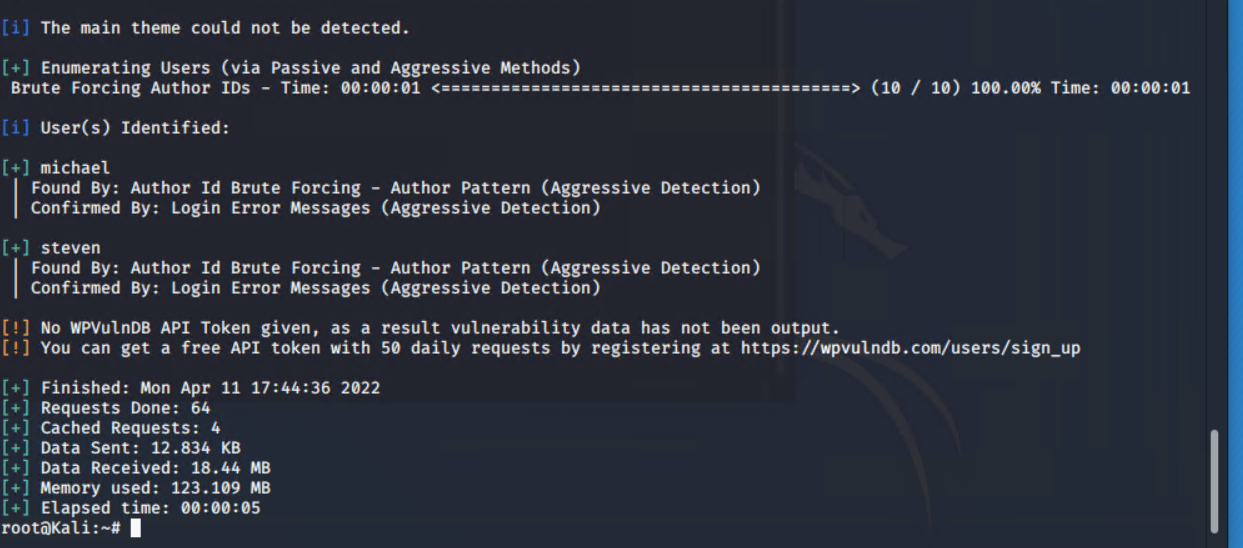 [i] The main theme could not be detected.
[+] Enumerating Users (via Passive and Aggressive Methods)
Brute Forcing Author IDs - Time: 00:00:01 <=========================================> (10 / 10) 100.00% Time: 00:00:01
[i] User(s) Identified:
[+] michael
| Found By: Author Id Brute Forcing - Author Pattern (Aggressive Detection)
| Confirmed By: Login Error Messages (Aggressive Detection)
[+] steven
| Found By: Author Id Brute Forcing - Author Pattern (Aggressive Detection)
| Confirmed By: Login Error Messages (Aggressive Detection)
[!] No WPVulnDB API Token given, as a result vulnerability data has not been output.
[!] You can get a free API token with 50 daily requests by registering at https://wpvulndb.com/users/sign_up
[+] Finished: Mon Apr 11 17:44:36 2022
[+] Requests Done: 64
[+] Cached Requests: 4
[+] Data Sent: 12.834 KB
[+] Data Received: 18.44 MB
[+] Memory used: 123.109 MB
[+] Elapsed time: 00:00:05
root@Kali:~#